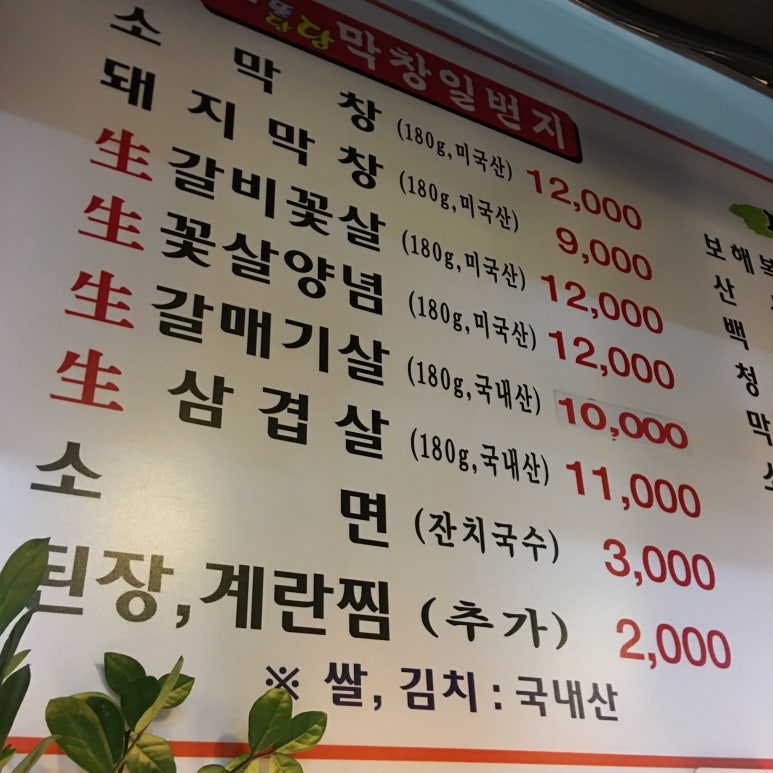 막창일번지
소 막 창 (180g,미국산) 12,000
돼지막창 (180g,미국산) 9,000
生 갈비꽃살 (180g,미국산) 12,000
生 꽃살양념 (180g,미국산) 12,000
生 갈매기살 (180g,국내산) 10,000
生 삼겹살 (180g,국내산) 11,000
소 면 (잔치국수) 3,000
된장,계란찜 (추가) 2,000
※ 쌀, 김치 : 국내산
보해복
산
백
청
막